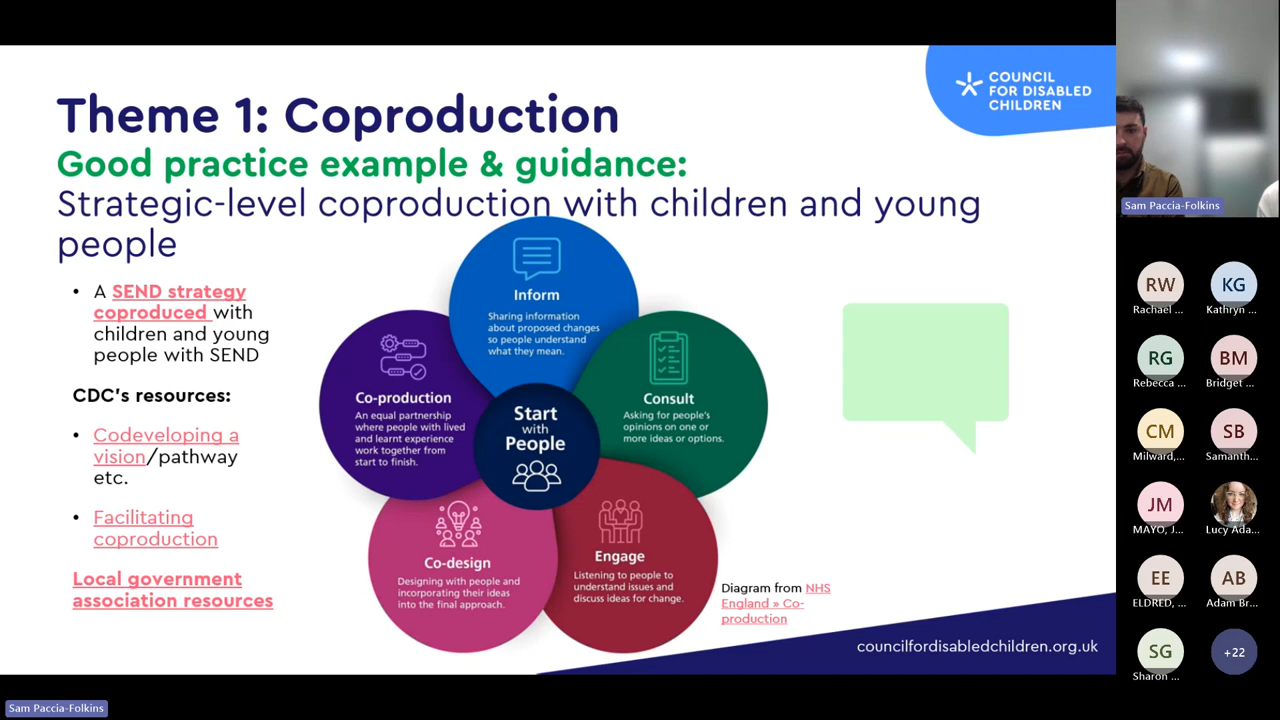 COUNCIL
FOR DISABLED
CHILDREN
Theme 1: Coproduction
Good practice example & guidance:
Strategic-level coproduction with children and young
people
• A SEND strategy
coproduced with
children and young
people with SEND
CDC's resources:
• Codeveloping a
vision/pathway
etc.
• Facilitating
coproduction
Local government
association resources
Inform
Sharing information
about proposed changes
so people understand
what they mean.
Consult
Asking for people's
opinions on one or
more ideas or options.
Engage
Listening to people to
understand issues and
discuss ideas for change.
Co-design
Designing with people and
incorporating their ideas
into the final approach.
Co-production
An equal partnership
where people with lived
and learnt experience
work together from
start to finish.
Start
with
People
Diagram from NHS
England » Co-
production
councilfordisabledchildren.org.uk
Sam Paccia-Folkins
RW
Rachael ...
KG
Kathryn ...
RG
Rebecca ...
BM
Bridget ...
CM
Milward,...
SB
Samanth...
JM
MAYO, J...
Lucy Ada...
EE
ELDRED, ...
AB
Adam Br...
SG
Sharon ...
+22
Sam Paccia-Folkins